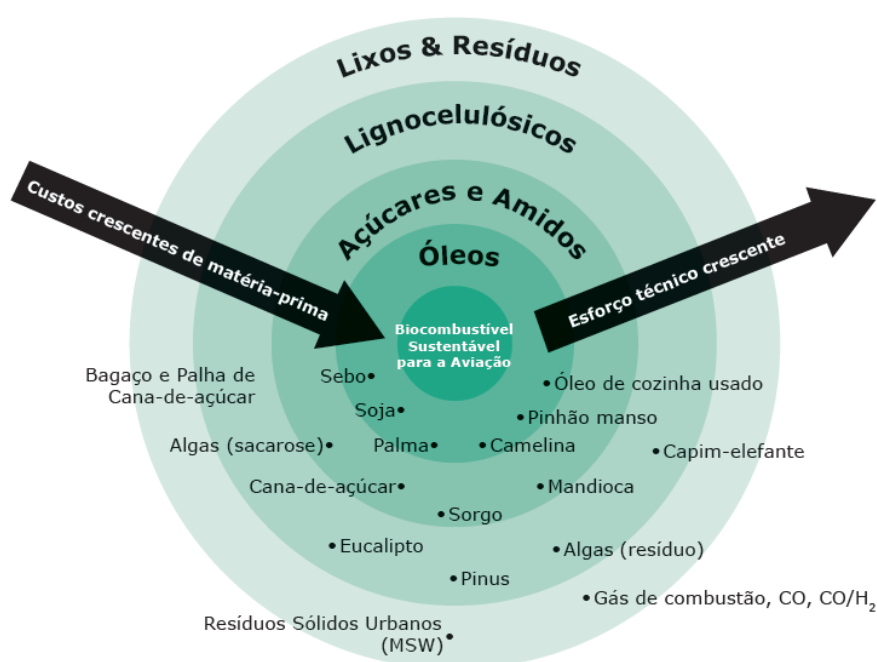 Lixos & Resíduos
Lignocelulósicos
Açúcares e Amidos
Óleos
Custos crescentes de matéria-prima
Esforço técnico crescente
Biocombustível
Sustentável
para a Aviação
Bagaço e Palha de
Cana-de-açúcar
Sebo•
•Óleo de cozinha usado
Soja•
•Pinhão manso
Algas (sacarose)•
Palma•
•Camelina
•Capim-elefante
Cana-de-açúcar•
•Mandioca
•Sorgo
•Eucalipto
•Algas (resíduo)
•Pinus
•Gás de combustão, CO, CO/H₂
Resíduos Sólidos Urbanos
(MSW)•